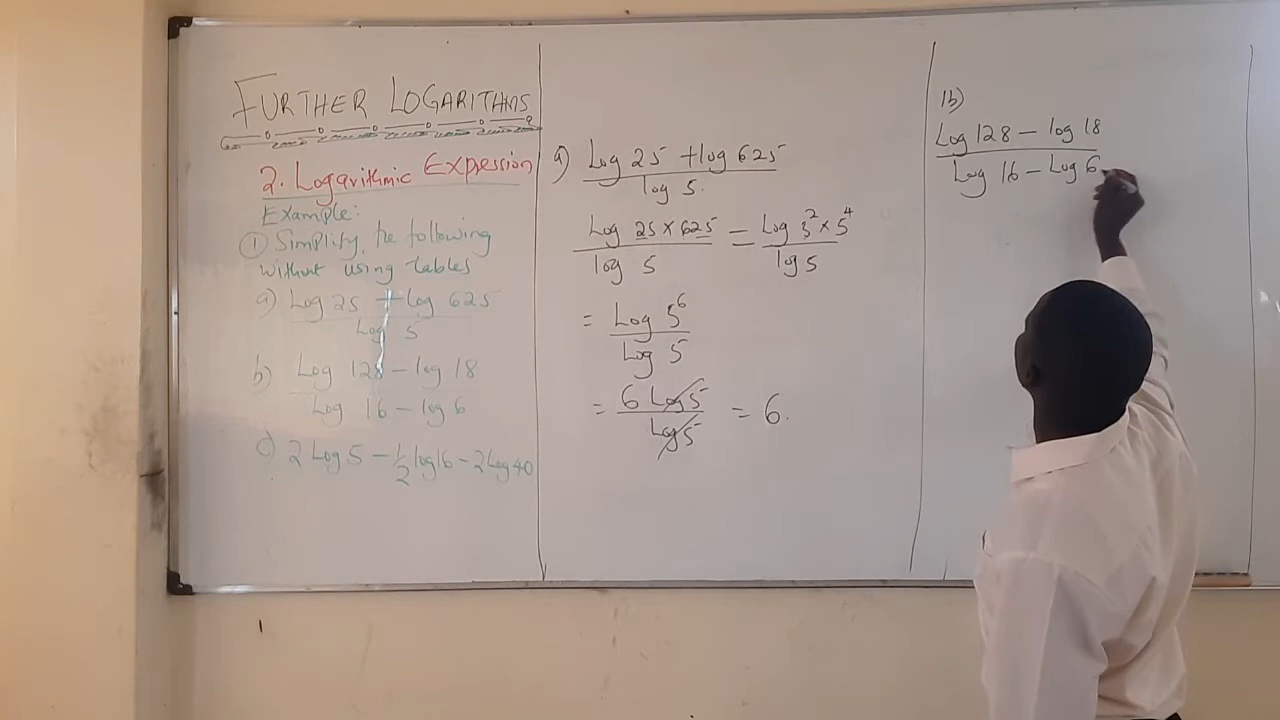 FURTHER LOGARITHMS
2. Logarithmic Expression
Example:
① Simplify the following
without using tables
a) Log 25 + log 625
Log 5
b) Log 128 - log 18
Log 16 - log 6
c) 2 Log 5 - 1/2 log 16 - 2 Log 40
a) Log 25 + log 625
log 5.
Log 25 × 625 = Log 5² × 5⁴
log 5 log 5
= Log 5⁶
Log 5
= 6 Log 5 = 6.
Log 5
1b)
Log 128 - log 18
Log 16 - Log 6